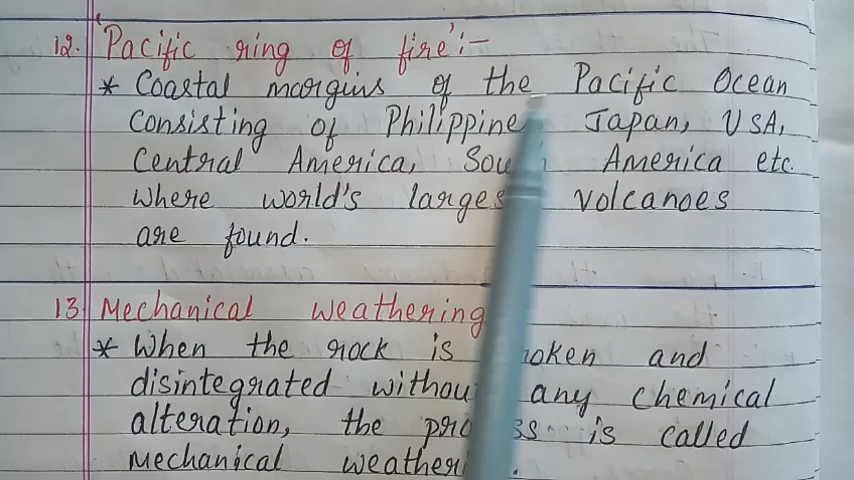 12. Pacific ring of fire':-
* Coastal margins of the Pacific Ocean
consisting of Philippine Japan, USA,
Central America, America etc.
where world's volcanoes
are found.
13 Mechanical weathering
* When the rock is and
disintegrated any chemical
alteration, the is called
Mechanical